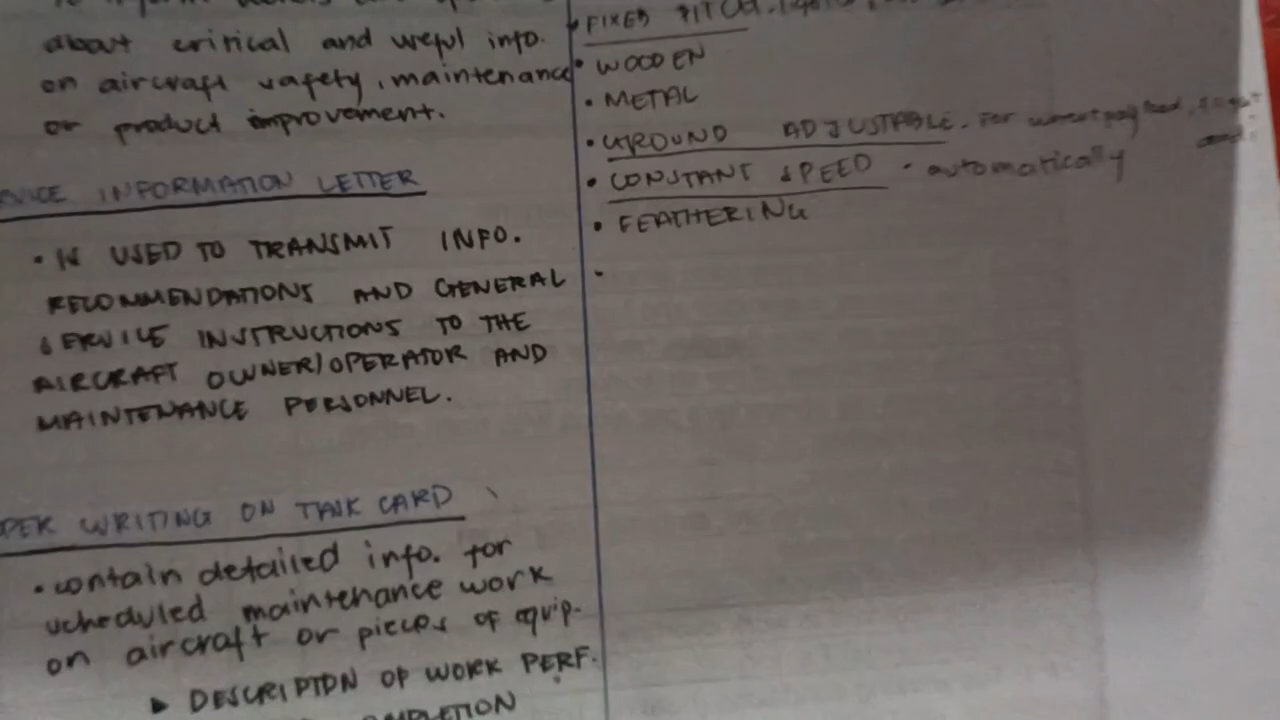 about critical and useful info.
on aircraft safety, maintenance
or product improvement.
INFORMATION LETTER
• IS USED TO TRANSMIT INFO.
RECOMMENDATIONS AND GENERAL
SERVICE INSTRUCTIONS TO THE
AIRCRAFT OWNER/OPERATOR AND
MAINTENANCE PERSONNEL.
WRITING ON TASK CARD
• contain detailed info. for
scheduled maintenance work
on aircraft or pieces of equip-
▶ DESCRIPTION OF WORK PERF.
FIXED PITCH
• WOODEN
• METAL
• GROUND ADJUSTABLE. For
• CONSTANT SPEED - automatically
• FEATHERING
•